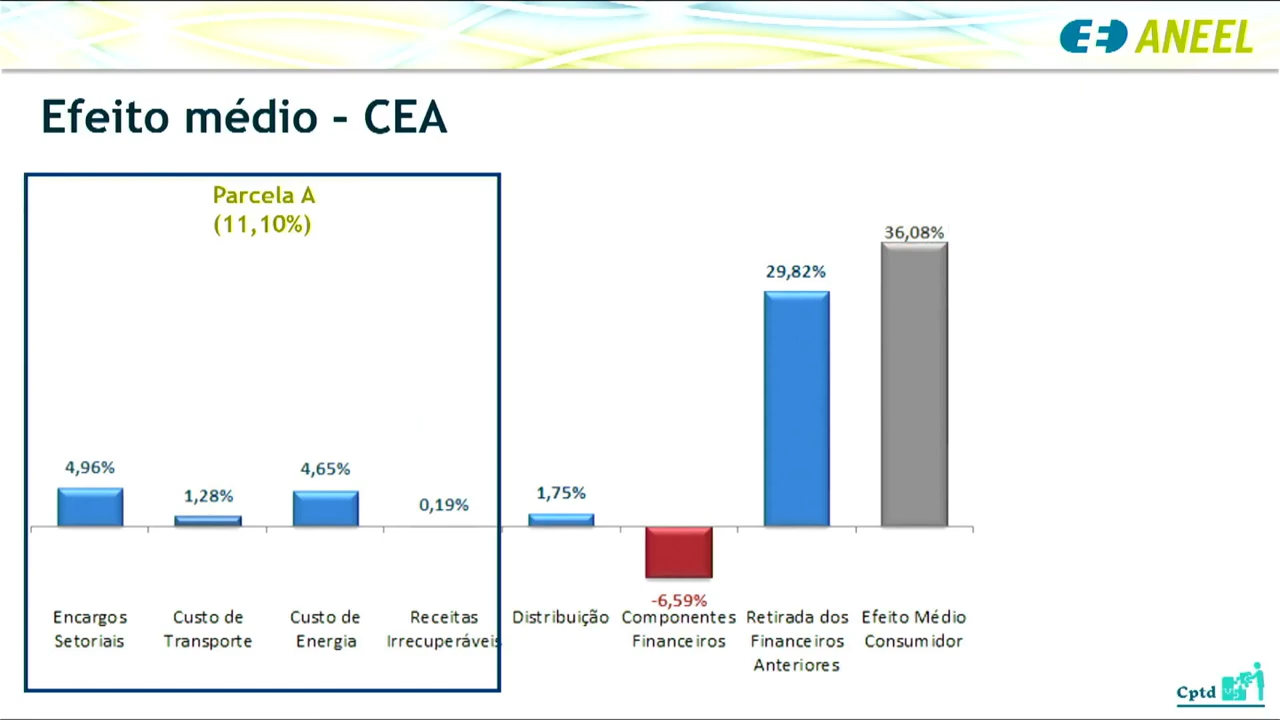 ANEEL
Efeito médio – CEA
Parcela A
(11,10%)
4,96%
1,28%
4,65%
0,19%
1,75%
-6,59%
29,82%
36,08%
Encargos
Setoriais
Custo de
Transporte
Custo de
Energia
Receitas
Irrecuperáveis
Distribuição
Componentes
Financeiros
Retirada dos
Financeiros
Anteriores
Efeito Médio
Consumidor
Cptd